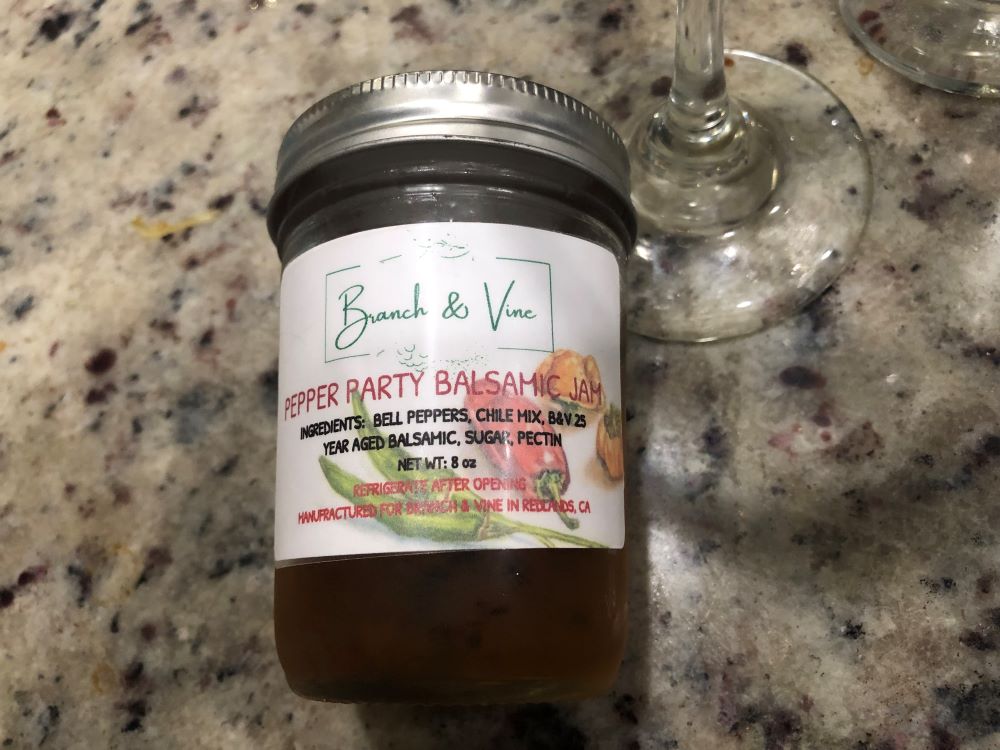 Branch & Vine
PEPPER PARTY BALSAMIC JAM
INGREDIENTS: BELL PEPPERS, CHILE MIX, B&V 25
YEAR AGED BALSAMIC, SUGAR, PECTIN
NET WT: 8 oz
REFRIGERATE AFTER OPENING
MANUFRACTURED FOR BRANCH & VINE IN REDLANDS, CA